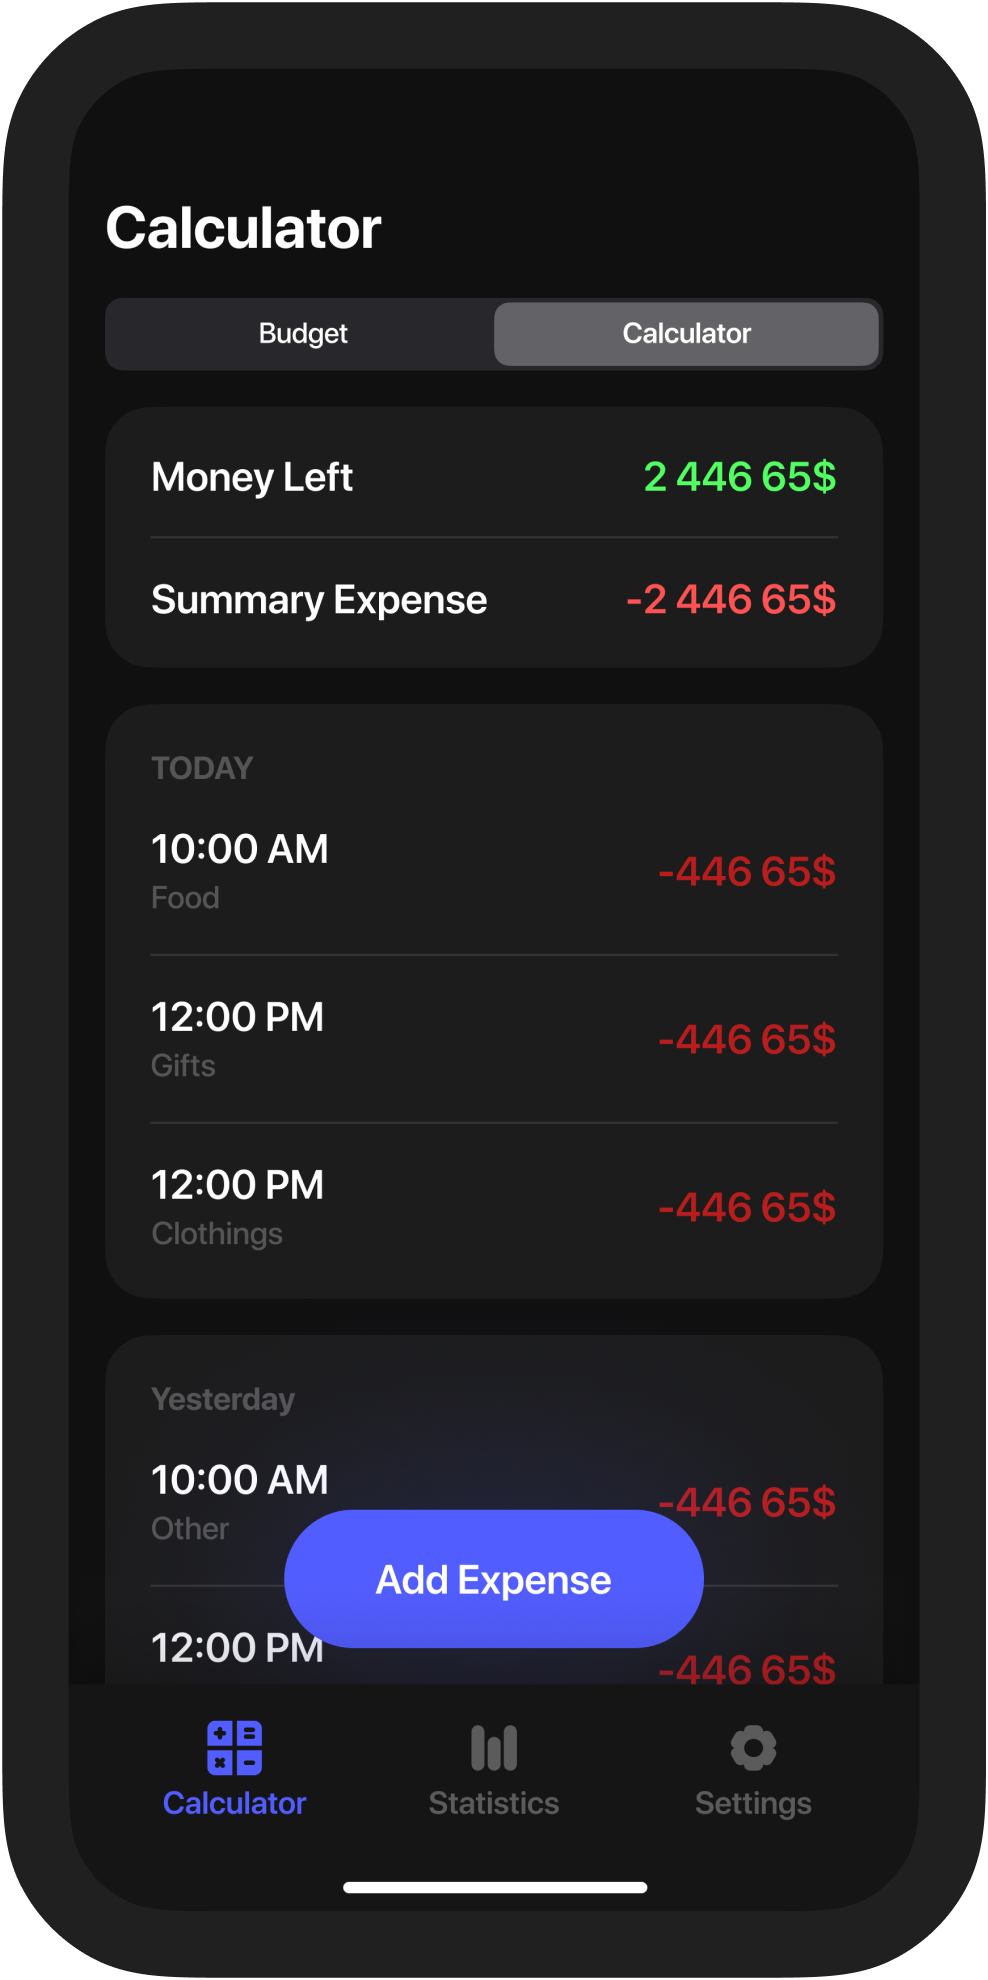 Calculator
Budget Calculator
Money Left 2 446 65$
Summary Expense -2 446 65$
TODAY
10:00 AM
Food
-446 65$
12:00 PM
Gifts
-446 65$
12:00 PM
Clothings
-446 65$
Yesterday
10:00 AM
Other
-446 65$
Add Expense
12:00 PM
-446 65$
Calculator Statistics Settings